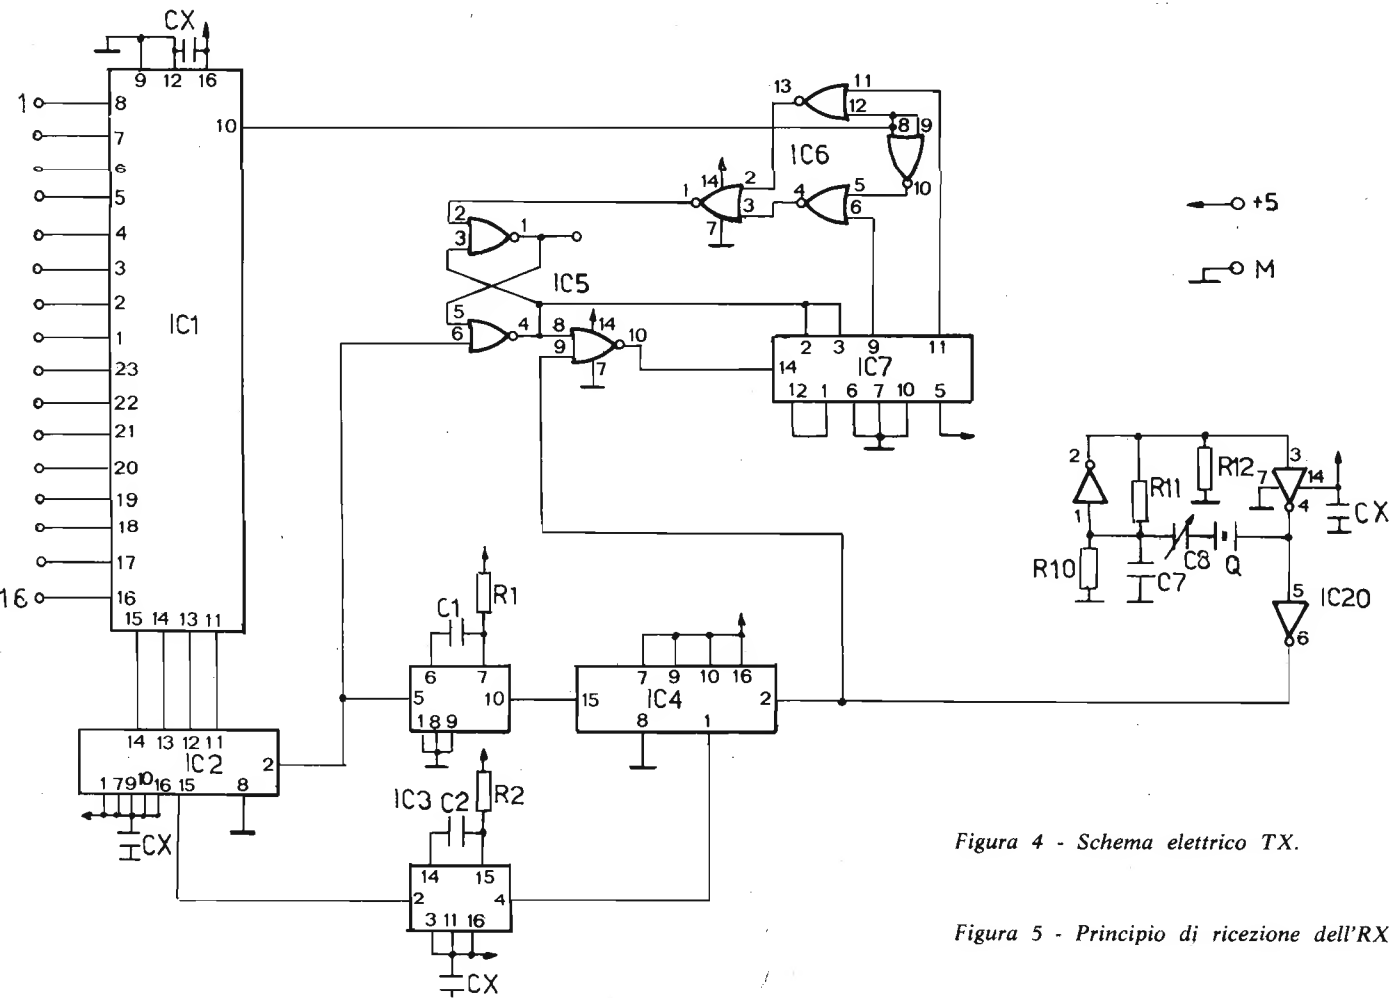 CX
9 12 16
1 8
7
6
5
4
3
2
1
23
22
21
20
19
18
17
16 16
10
IC1
15 14 13 11
14 13 12 11
IC2
2
1 7 9 10 16 15 8
CX
13 11
12
8 9
IC6
10
14 2
1
3
7
4 5
6
2
3 1
IC5
5
6 4
8 14
9 10
7
2 3 9 11
IC7
14
12 1 6 7 10 5
+5
M
2
1
R11
R12
3
7 14
4
CX
R10
C7
C8
Q
5
IC20
6
R1
C1
6 7
5 10
1 8 9
7 9 10 16
IC4
15 2
8 1
IC3
C2
R2
14 15
2 4
3 11 16
CX
Figura 4 - Schema elettrico TX.
Figura 5 - Principio di ricezione dell'RX